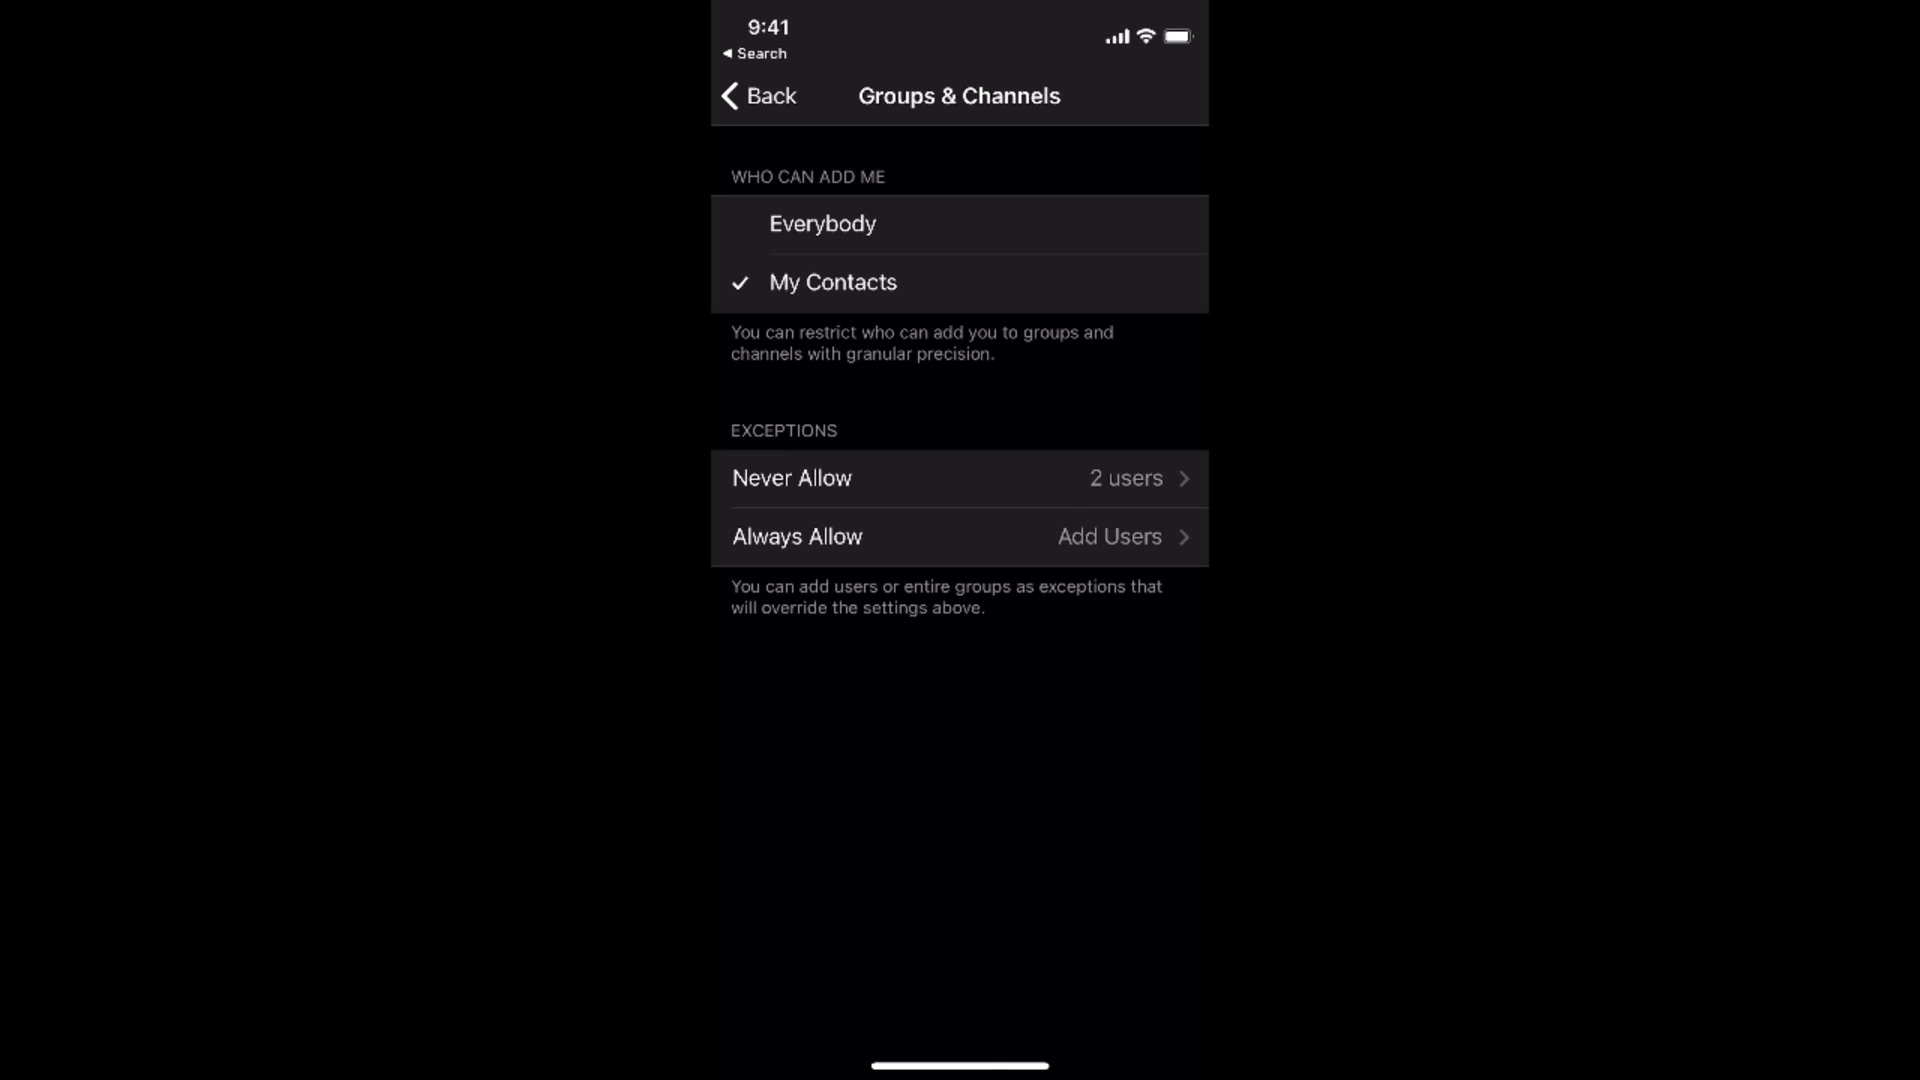 9:41
◀ Search
Back
Groups & Channels
WHO CAN ADD ME
Everybody
My Contacts
You can restrict who can add you to groups and
channels with granular precision.
EXCEPTIONS
Never Allow 2 users
Always Allow Add Users
You can add users or entire groups as exceptions that
will override the settings above.